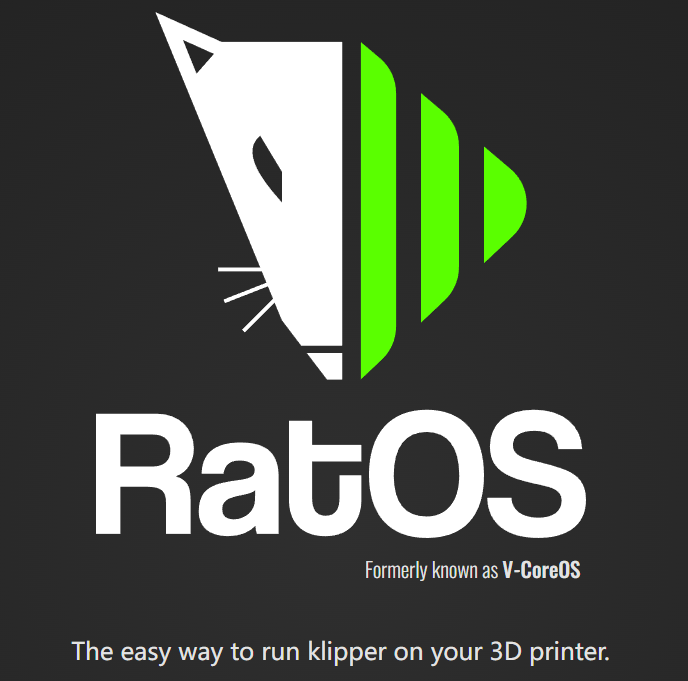 RatOS
Formerly known as V-CoreOS
The easy way to run klipper on your 3D printer.